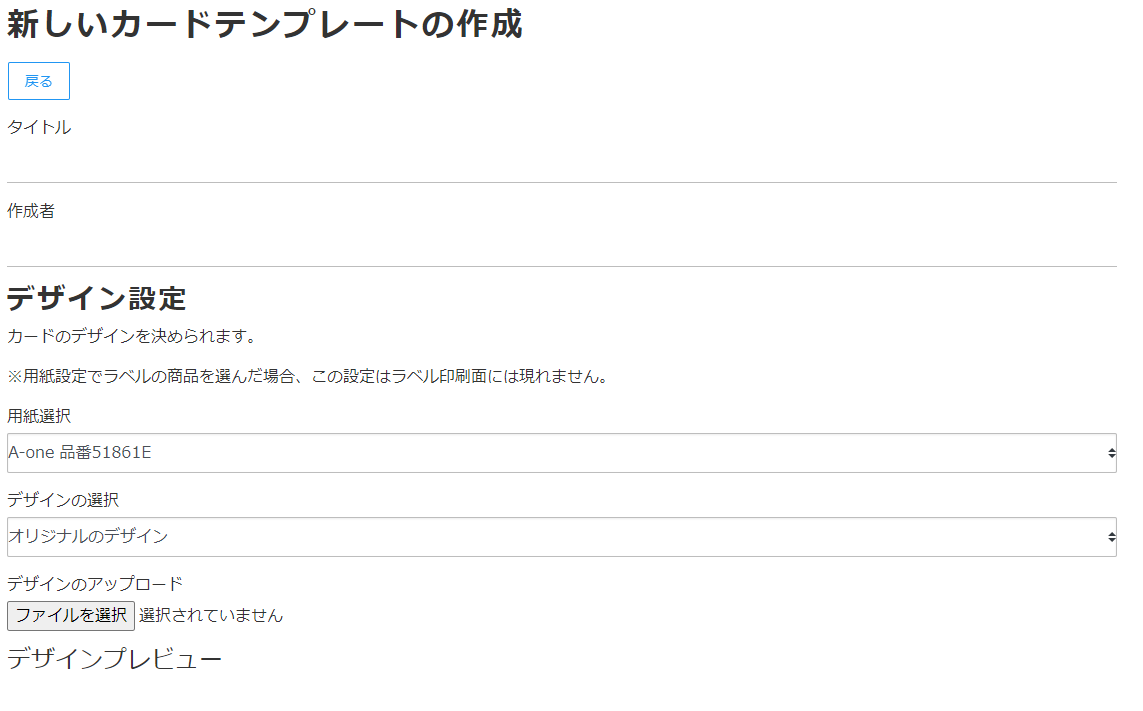 新しいカードテンプレートの作成
戻る
タイトル
作成者
デザイン設定
カードのデザインを決められます。
※用紙設定でラベルの商品を選んだ場合、この設定はラベル印刷面には現れません。
用紙選択
A-one 品番51861E
デザインの選択
オリジナルのデザイン
デザインのアップロード
ファイルを選択 選択されていません
デザインプレビュー